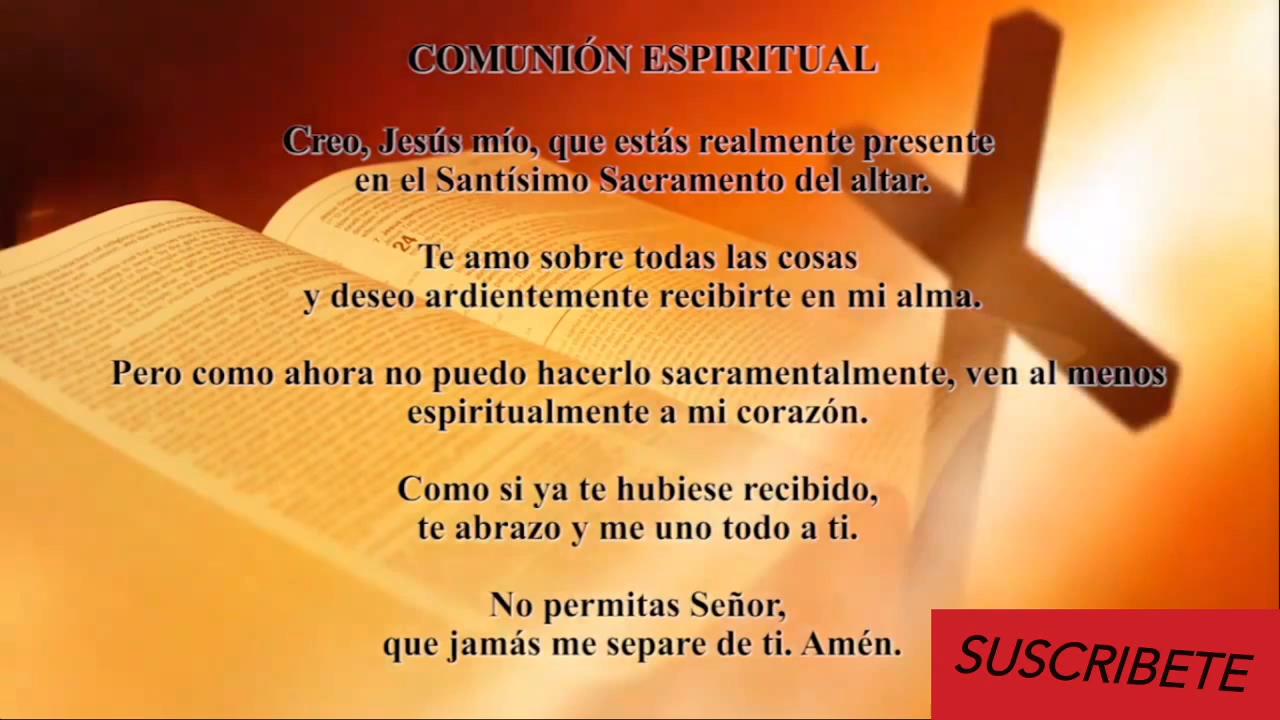 COMUNIÓN ESPIRITUAL
Creo, Jesús mío, que estás realmente presente
en el Santísimo Sacramento del altar.
Te amo sobre todas las cosas
y deseo ardientemente recibirte en mi alma.
Pero como ahora no puedo hacerlo sacramentalmente, ven al menos
espiritualmente a mi corazón.
Como si ya te hubiese recibido,
te abrazo y me uno todo a ti.
No permitas Señor,
que jamás me separe de ti. Amén.
SUSCRIBETE
24